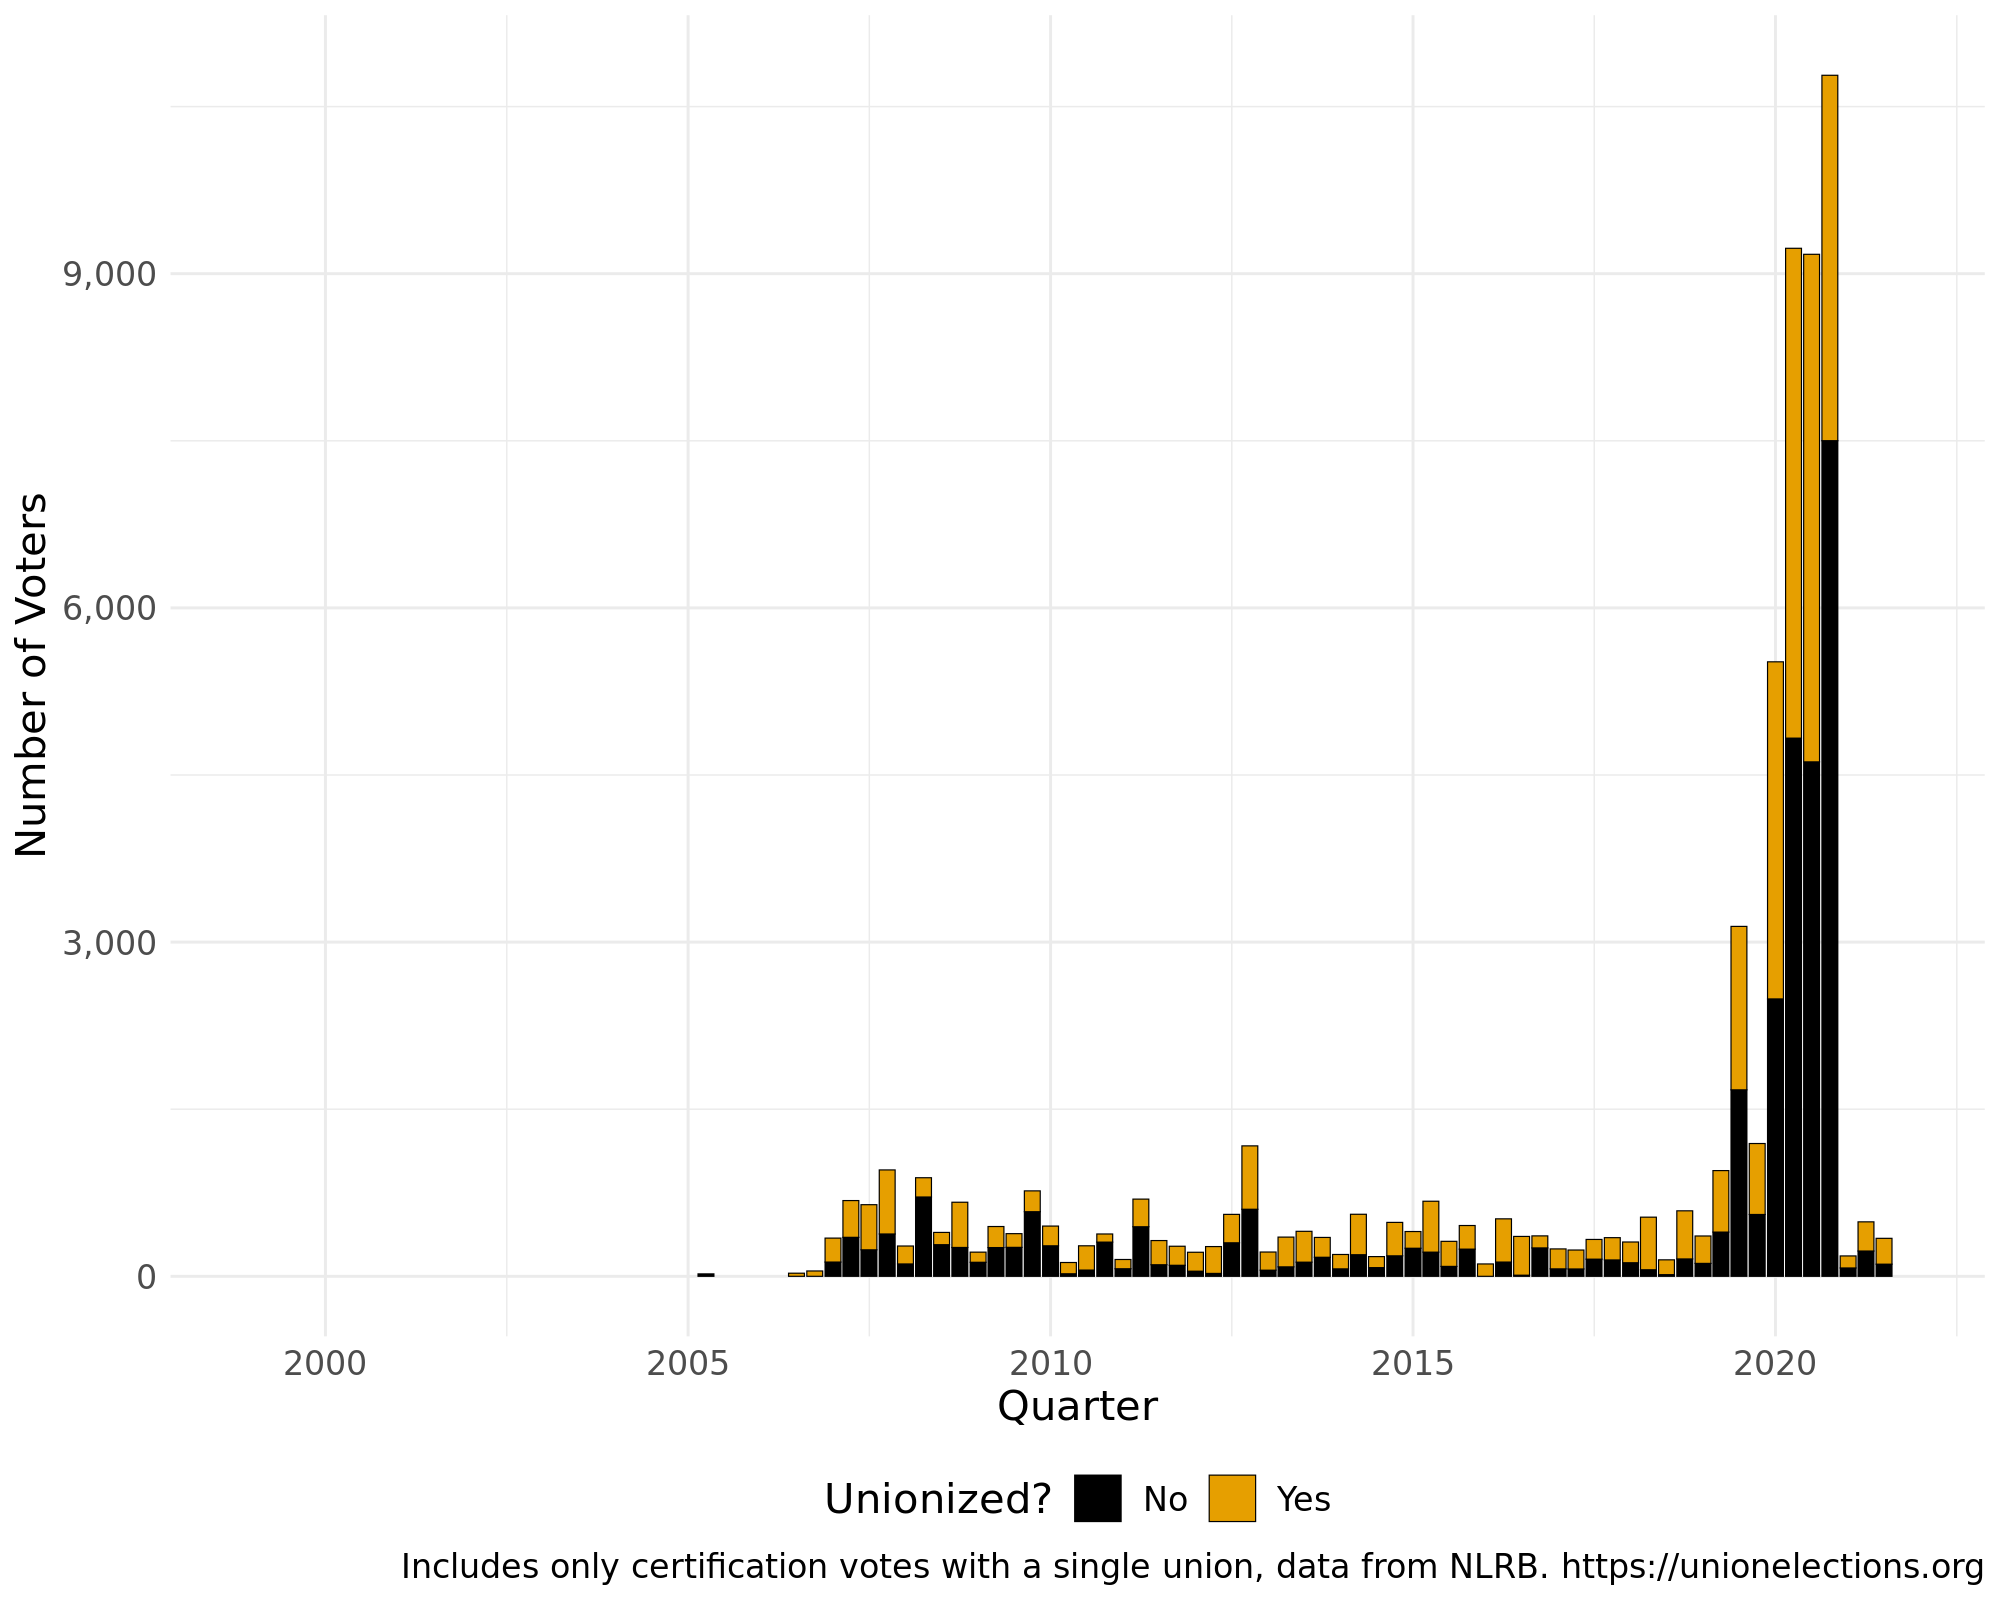 9,000
6,000
3,000
0
Number of Voters
2000 2005 2010 2015 2020
Quarter
Unionized? No Yes
Includes only certification votes with a single union, data from NLRB. https://unionelections.org